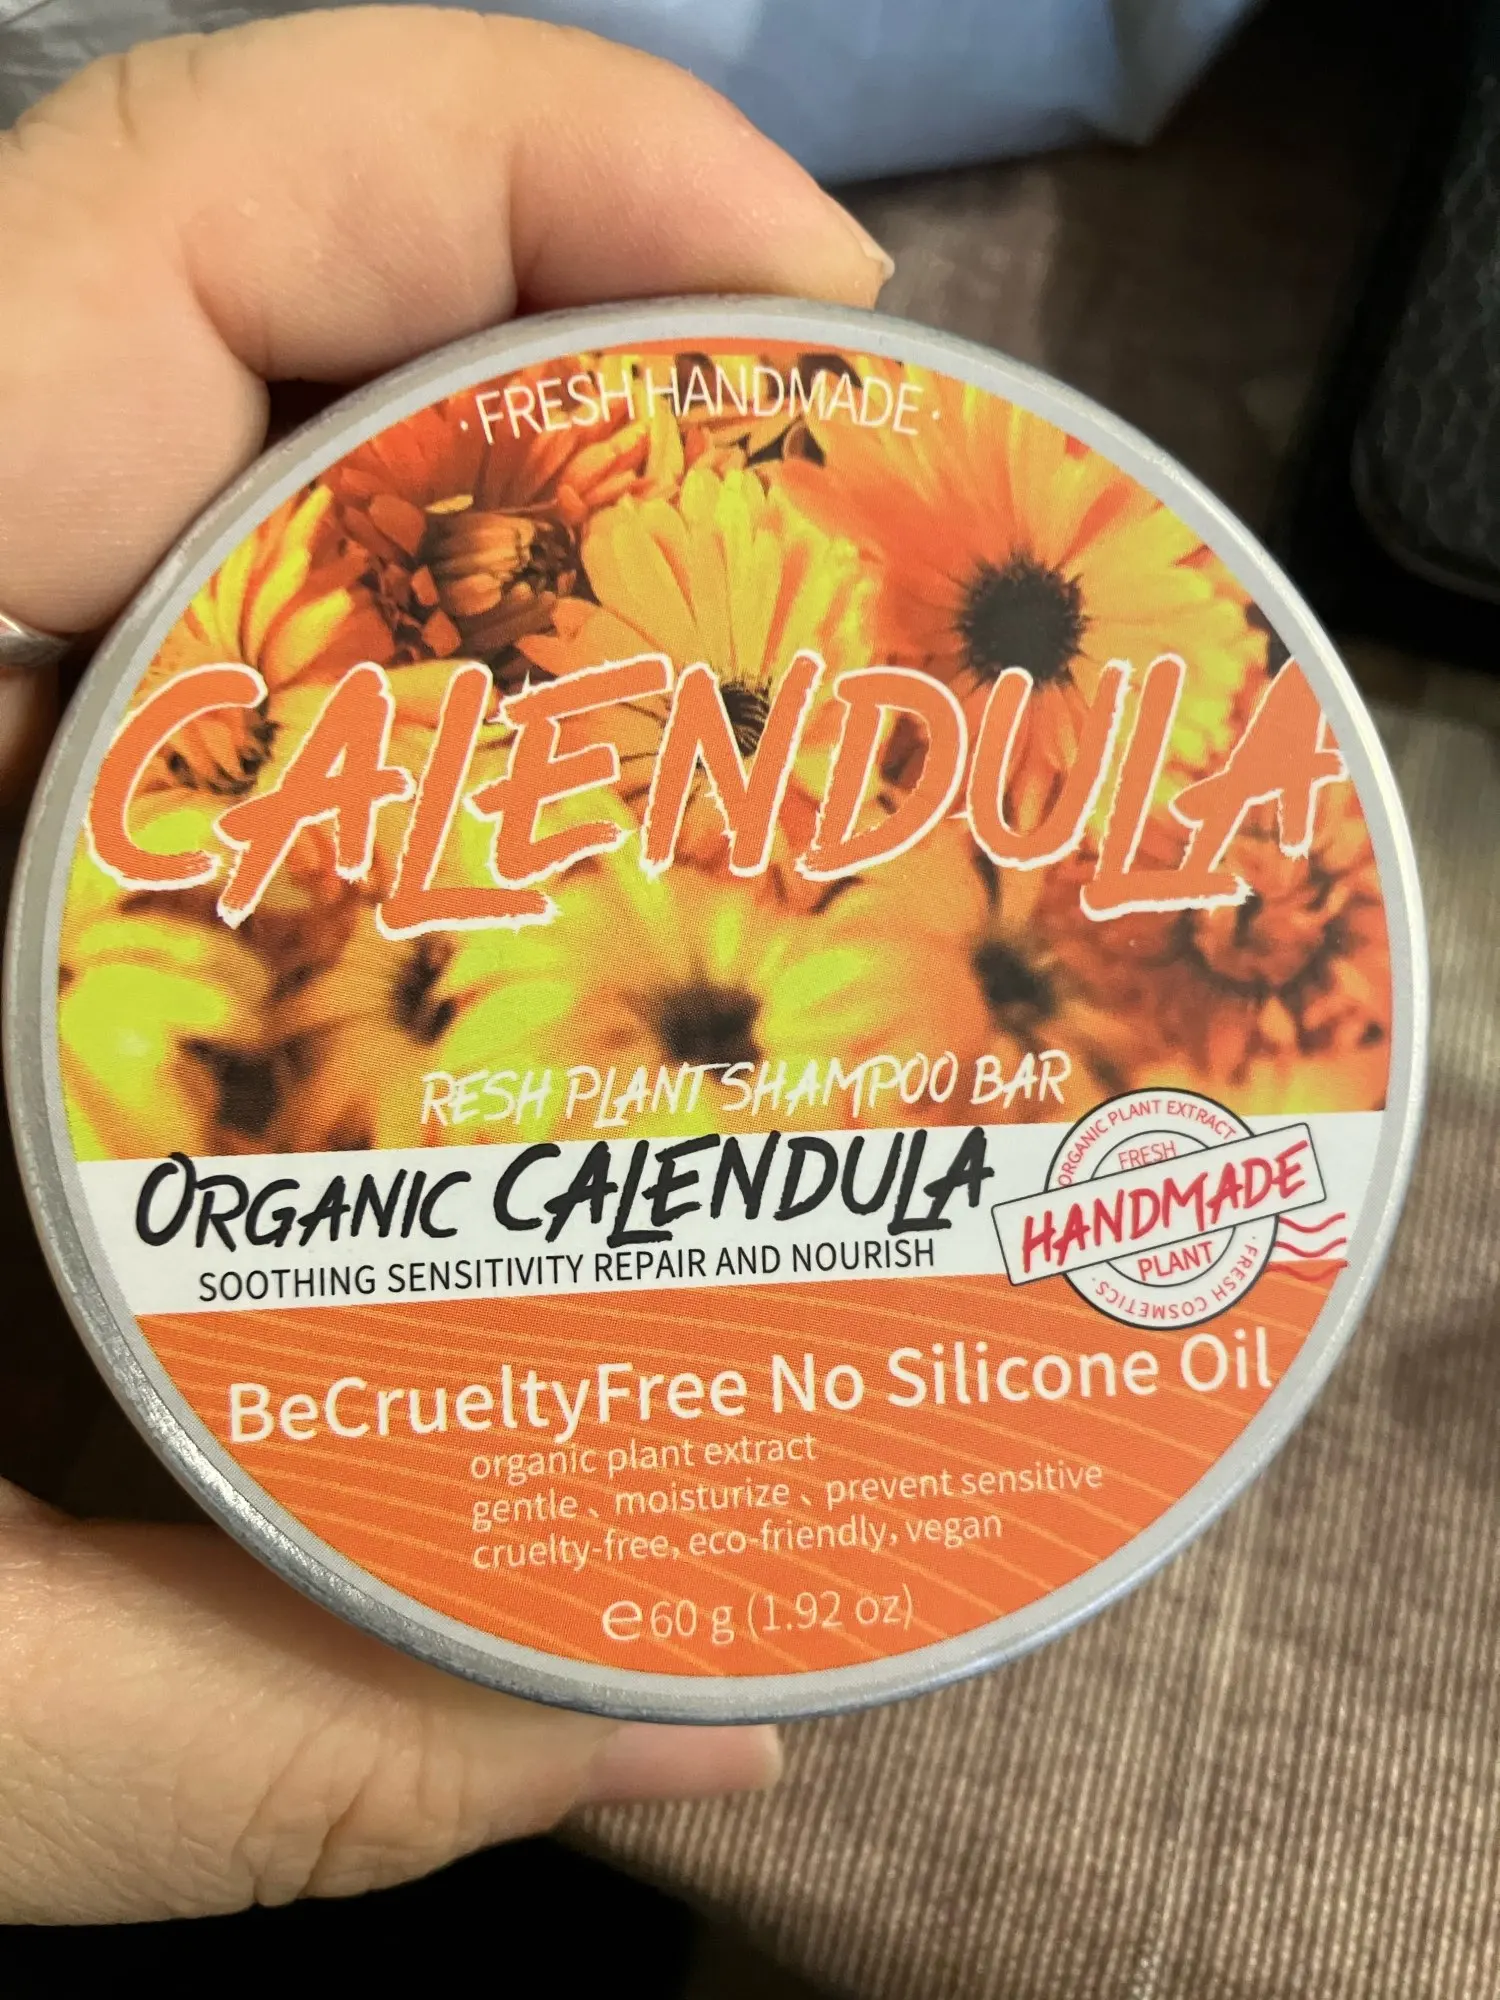 · FRESH HANDMADE ·
CALENDULA
RESH PLANT SHAMPOO BAR
ORGANIC CALENDULA
SOOTHING SENSITIVITY REPAIR AND NOURISH
ORGANIC PLANT EXTRACT
FRESH
HANDMADE
PLANT
· FRESH COSMETICS ·
BeCrueltyFree No Silicone Oil
organic plant extract
gentle、moisturize、prevent sensitive
cruelty-free, eco-friendly, vegan
℮60 g (1.92 oz)